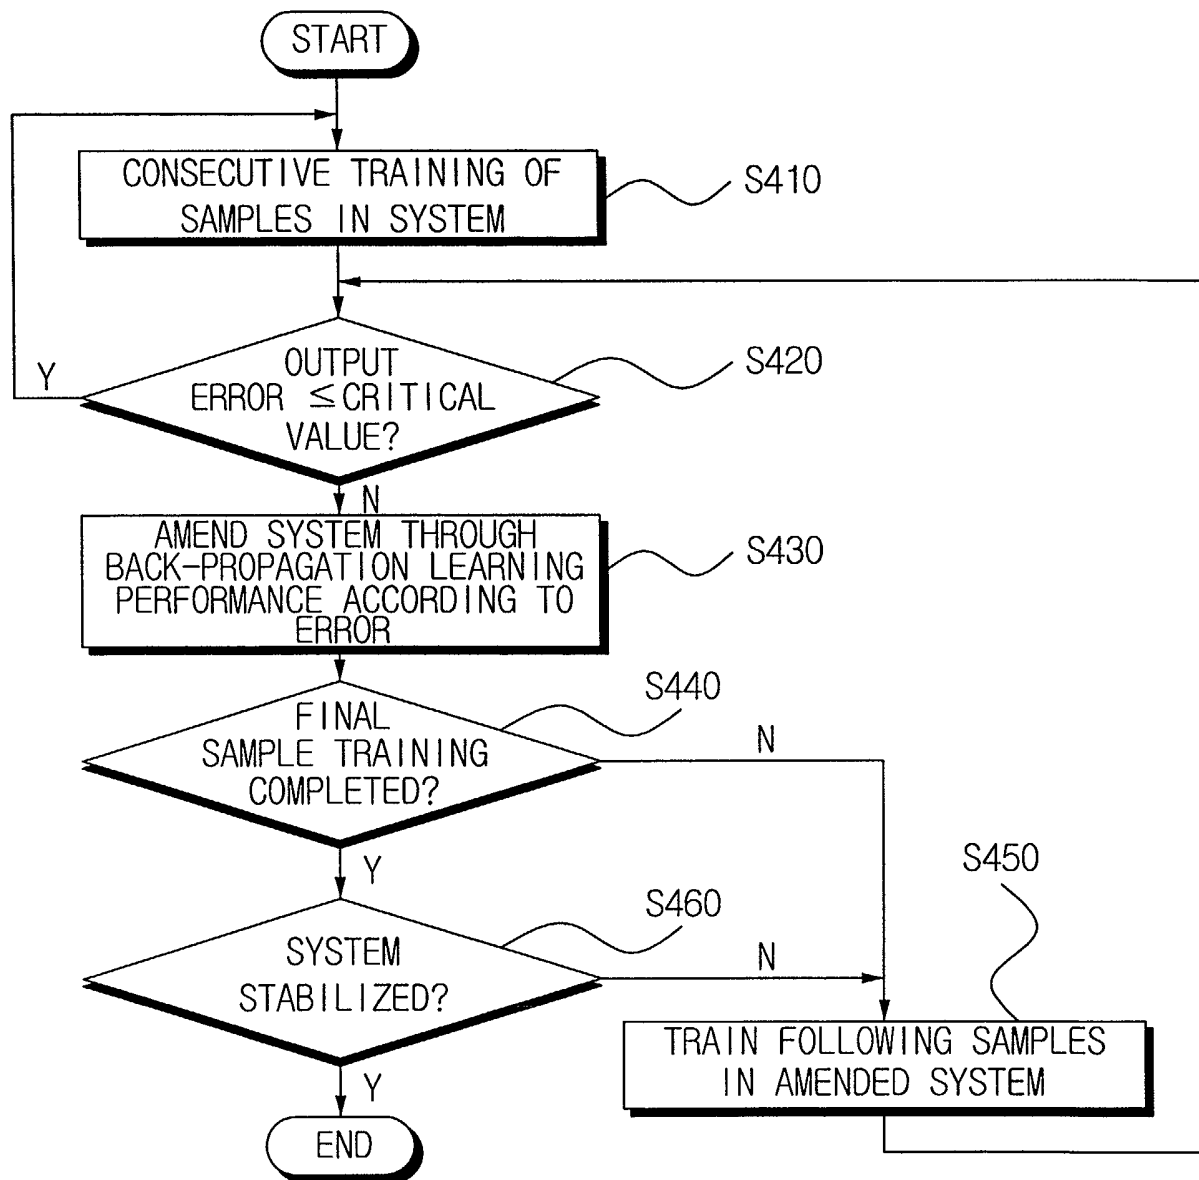 START
CONSECUTIVE TRAINING OF
SAMPLES IN SYSTEM
S410
OUTPUT
ERROR ≤CRITICAL
VALUE?
S420
Y
N
AMEND SYSTEM THROUGH
BACK-PROPAGATION LEARNING
PERFORMANCE ACCORDING TO
ERROR
S430
FINAL
SAMPLE TRAINING
COMPLETED?
S440
N
Y
S450
SYSTEM
STABILIZED?
S460
N
TRAIN FOLLOWING SAMPLES
IN AMENDED SYSTEM
Y
END